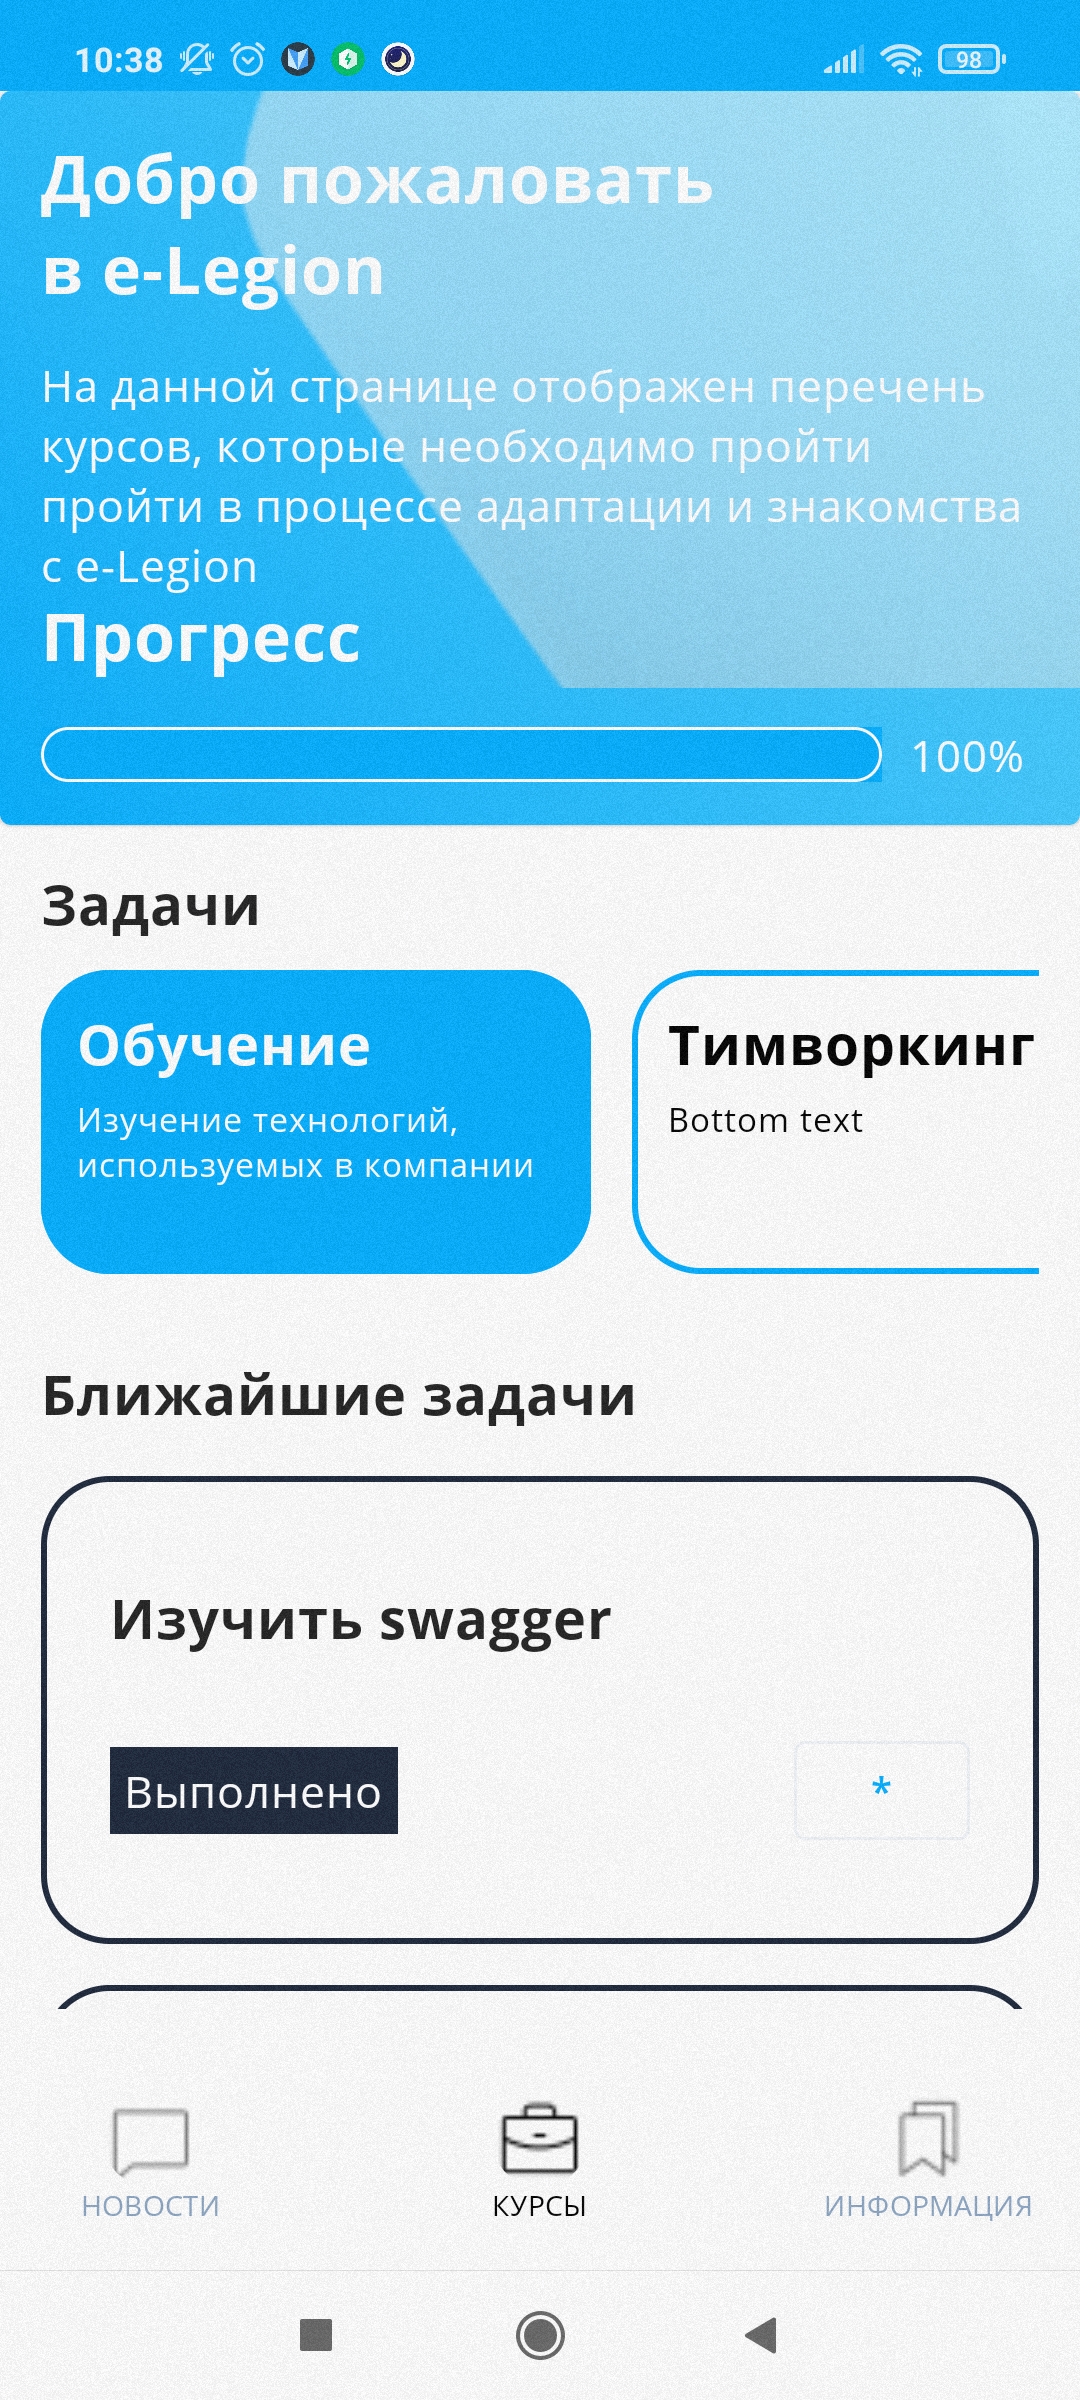 10:38
98
Добро пожаловать
в e-Legion
На данной странице отображен перечень
курсов, которые необходимо пройти
пройти в процессе адаптации и знакомства
с e-Legion
Прогресс
100%
Задачи
Обучение
Изучение технологий,
используемых в компании
Тимворкинг
Bottom text
Ближайшие задачи
Изучить swagger
Выполнено
*
НОВОСТИ
КУРСЫ
ИНФОРМАЦИЯ